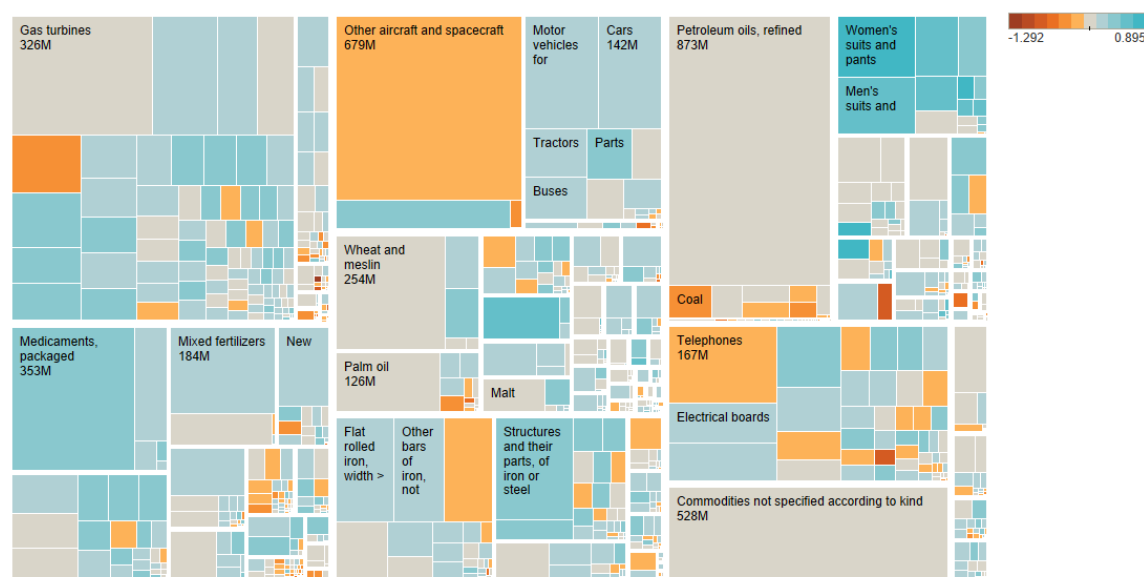 Gas turbines
326M
Other aircraft and spacecraft
679M
Motor
vehicles
for
Cars
142M
Tractors
Parts
Buses
Petroleum oils, refined
873M
Coal
Women's
suits and
pants
Men's
suits and
-1.292
0.895
Wheat and
meslin
254M
Palm oil
126M
Malt
Medicaments,
packaged
353M
Mixed fertilizers
184M
New
Flat
rolled
iron,
width >
Other
bars
of
iron,
not
Structures
and their
parts, of
iron or
steel
Telephones
167M
Electrical boards
Commodities not specified according to kind
528M